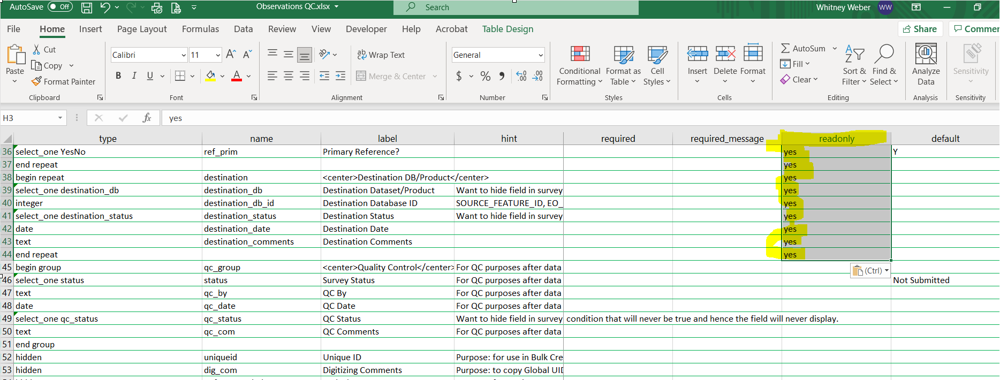 AutoSave Off Observations QC.xlsx Search Whitney Weber WW
File Home Insert Page Layout Formulas Data Review View Developer Help Acrobat Table Design Share Commer
Paste Cut Calibri 11 A A ab Wrap Text General Conditional Formatting Format as Table Cell Styles Insert Delete Format AutoSum Sort & Filter Find & Select Analyze Data Sensitivity
Copy Fill
Format Painter B I U A Merge & Center $ % Clear
Clipboard Font Alignment Number Styles Cells Editing Analysis Sensitivity
H3 fx yes
type name label hint required required_message readonly default
36 select_one YesNo ref_prim Primary Reference? yes Y
37 end repeat yes
38 begin repeat destination <center>Destination DB/Product</center> yes
39 select_one destination_db destination_db Destination Dataset/Product Want to hide field in survey yes
40 integer destination_db_id Destination Database ID SOURCE_FEATURE_ID, EO_ yes
41 select_one destination_status destination_status Destination Status Want to hide field in survey yes
42 date destination_date Destination Date yes
43 text destination_comments Destination Comments yes
44 end repeat yes
45 begin group qc_group <center>Quality Control</center> For QC purposes after data
(Ctrl)
46 select_one status status Survey Status For QC purposes after data Not Submitted
47 text qc_by QC By For QC purposes after data
48 date qc_date QC Date For QC purposes after data
49 select_one qc_status qc_status QC Status Want to hide field in survey condition that will never be true and hence the field will never display.
50 text qc_com QC Comments For QC purposes after data
51 end group
52 hidden uniqueid Unique ID Purpose: for use in Bulk Cre
53 hidden dig_com Digitizing Comments Purpose: to copy Global UID